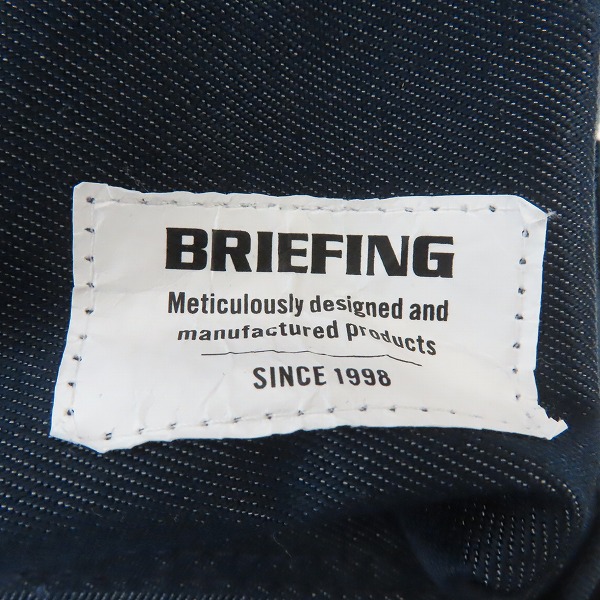 BRIEFING
Meticulously designed and
manufactured products
SINCE 1998